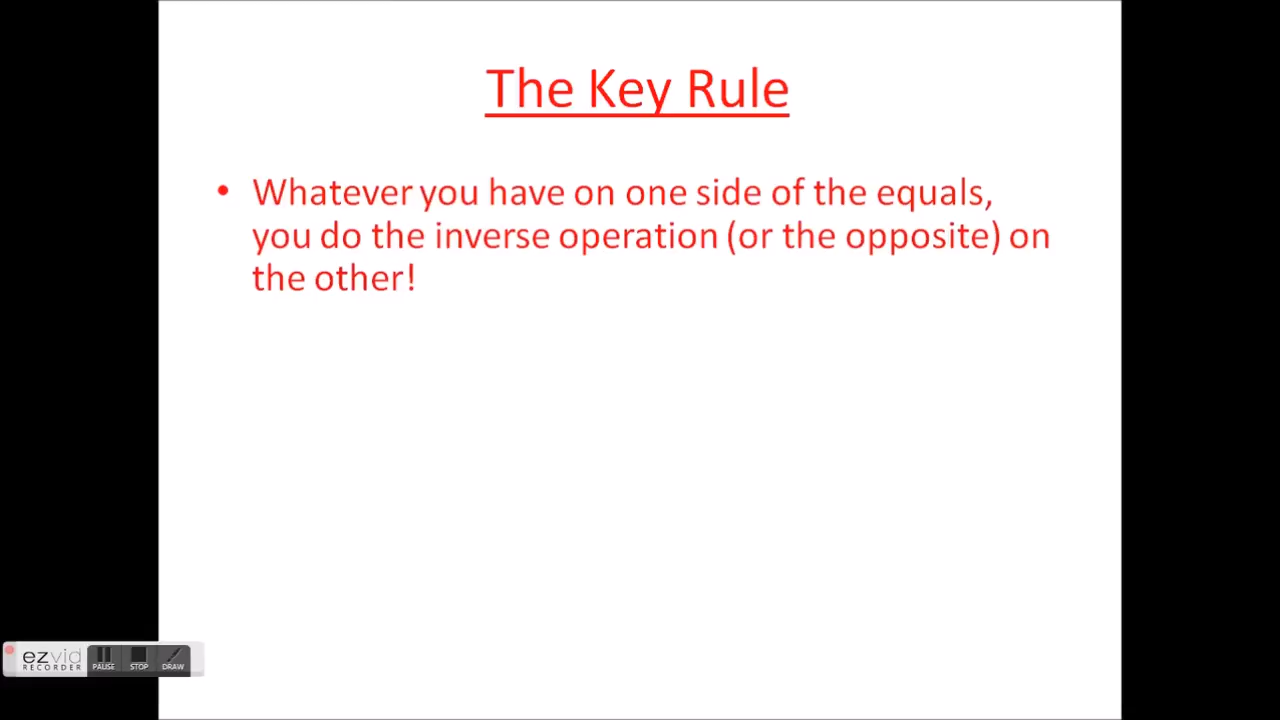 The Key Rule
• Whatever you have on one side of the equals,
you do the inverse operation (or the opposite) on
the other!
ezvid
RECORDER
PAUSE
STOP
DRAW